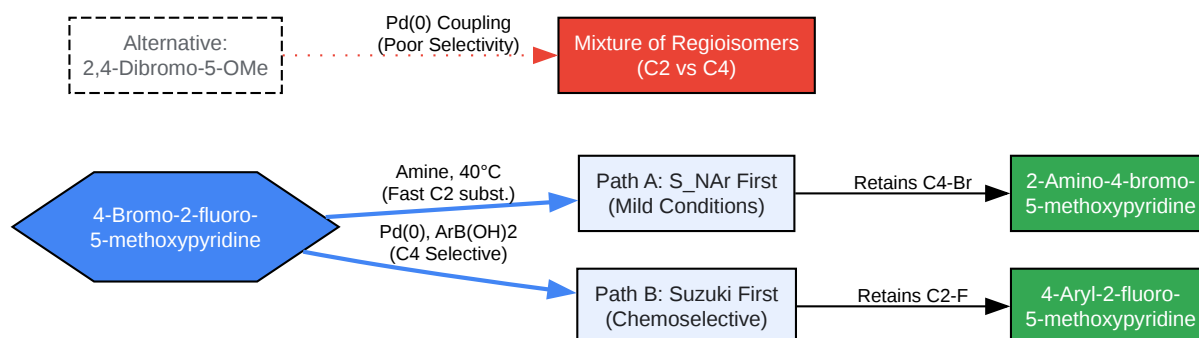 Alternative:
2,4-Dibromo-5-OMe
Pd(0) Coupling
(Poor Selectivity)
Mixture of Regioisomers
(C2 vs C4)
4-Bromo-2-fluoro-
5-methoxypyridine
Amine, 40°C
(Fast C2 subst.)
Path A: S_NAr First
(Mild Conditions)
Retains C4-Br
2-Amino-4-bromo-
5-methoxypyridine
Pd(0), ArB(OH)2
(C4 Selective)
Path B: Suzuki First
(Chemoselective)
Retains C2-F
4-Aryl-2-fluoro-
5-methoxypyridine